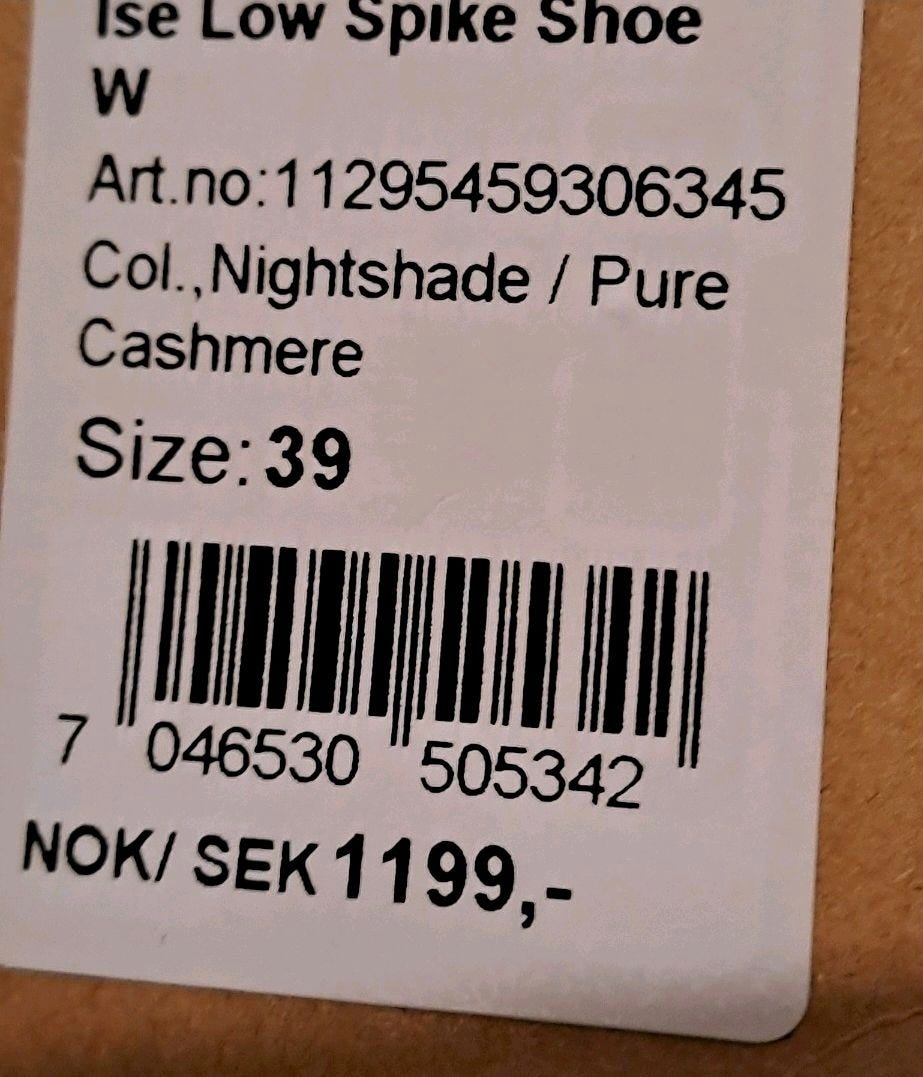 Ise Low Spike Shoe
W
Art.no:11295459306345
Col.,Nightshade / Pure
Cashmere
Size: 39
7 046530 505342
NOK/ SEK 1199,-